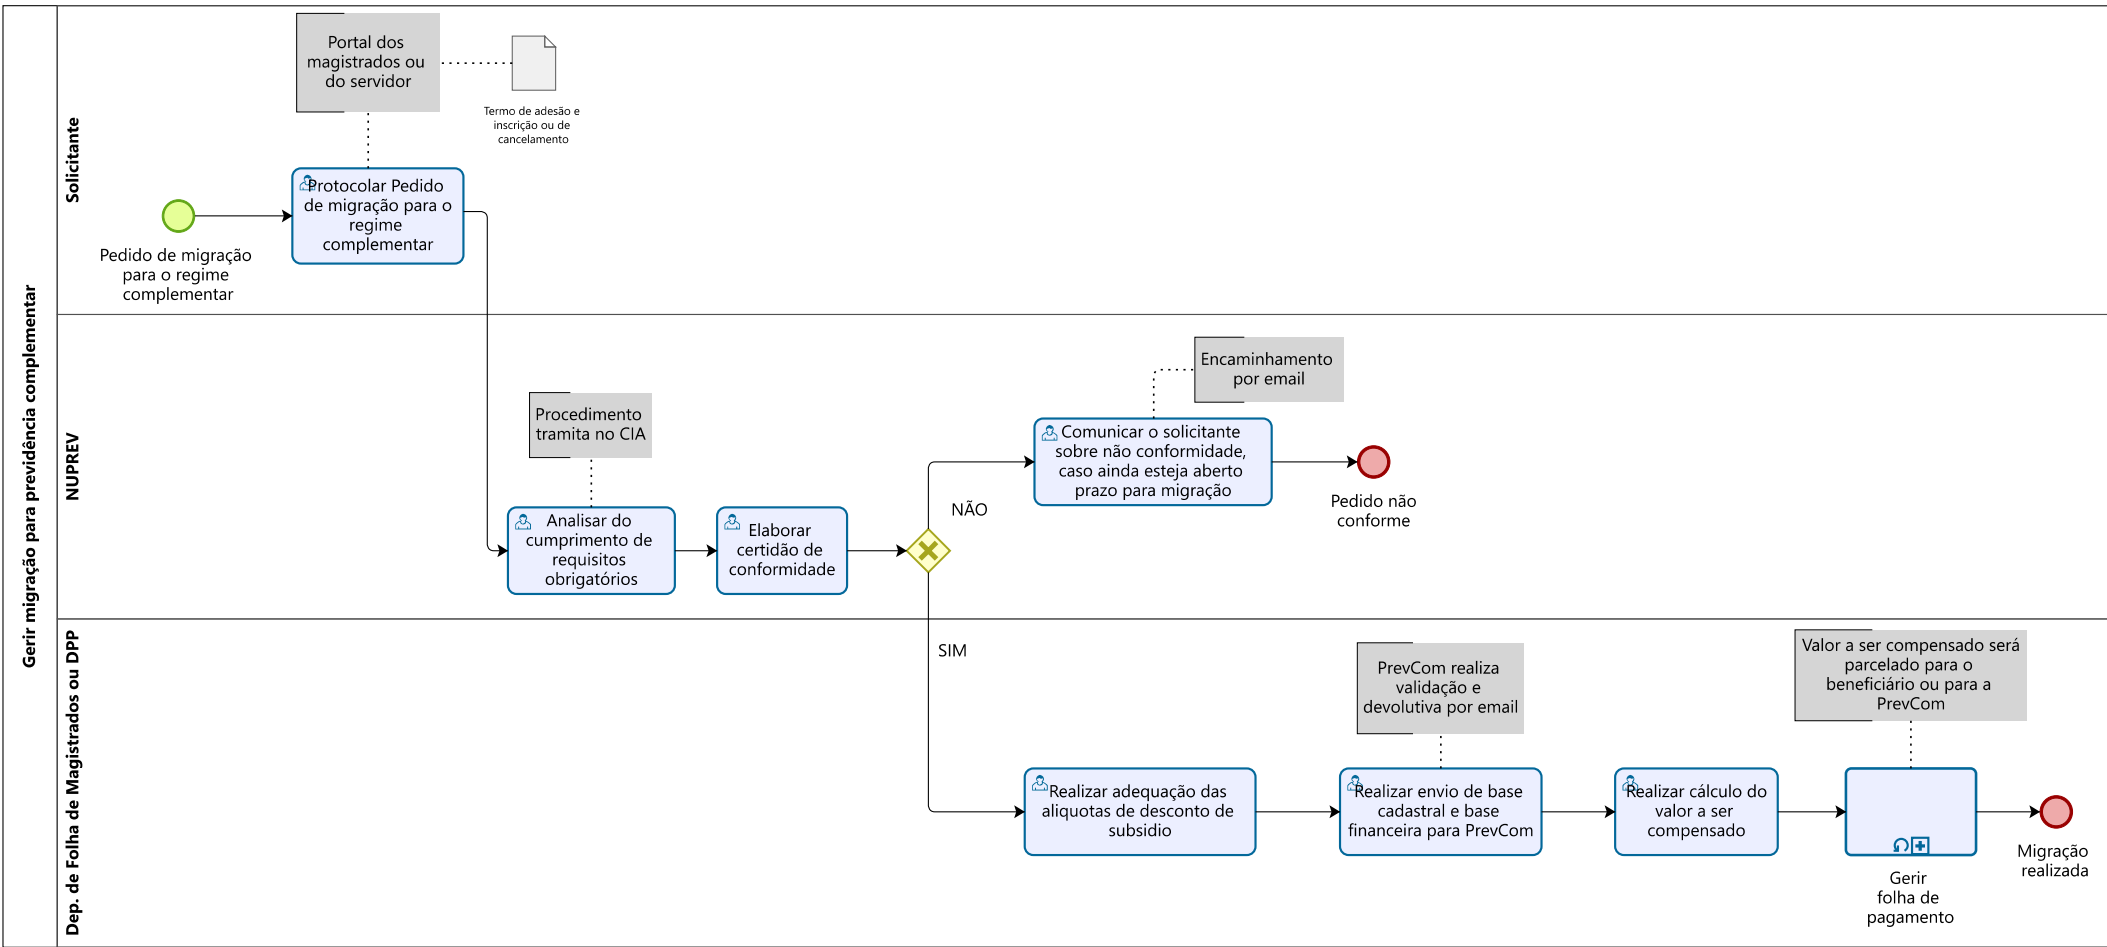 Gerir migração para previdência complementar
Solicitante
Portal dos
magistrados ou
do servidor
Termo de adesão e
inscrição ou de
cancelamento
Pedido de migração
para o regime
complementar
Protocolar Pedido
de migração para o
regime
complementar
NUPREV
Procedimento
tramita no CIA
Analisar do
cumprimento de
requisitos
obrigatórios
Elaborar
certidão de
conformidade
NÃO
Encaminhamento
por email
Comunicar o solicitante
sobre não conformidade,
caso ainda esteja aberto
prazo para migração
Pedido não
conforme
Dep. de Folha de Magistrados ou DPP
SIM
Realizar adequação das
aliquotas de desconto de
subsidio
PrevCom realiza
validação e
devolutiva por email
Realizar envio de base
cadastral e base
financeira para PrevCom
Realizar cálculo do
valor a ser
compensado
Valor a ser compensado será
parcelado para o
beneficiário ou para a
PrevCom
Gerir
folha de
pagamento
Migração
realizada